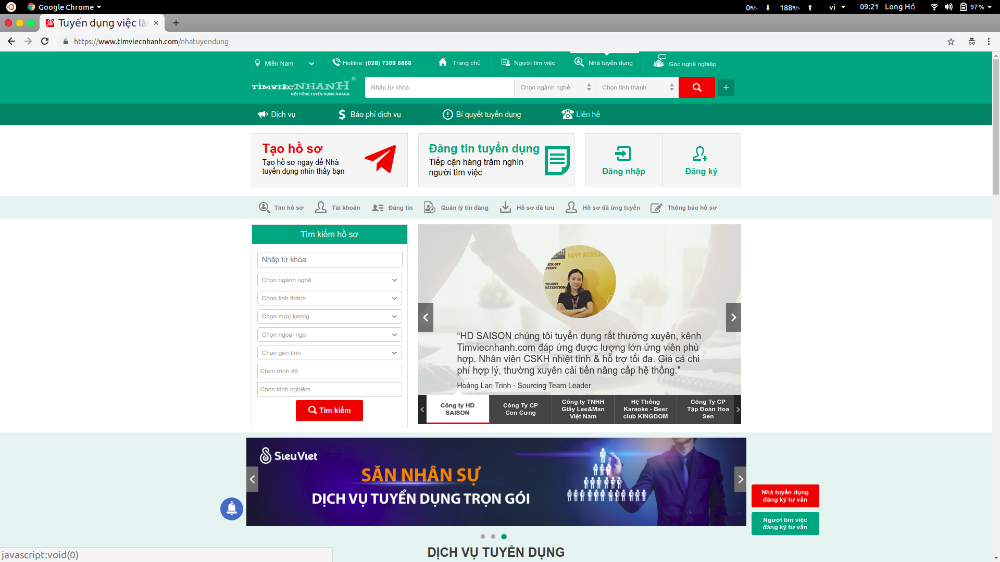 Google Chrome
0B/s 188B/s vi 09:21 Long Hồ 97%
Tuyển dụng việc là
https://www.timviecnhanh.com/nhatuyendung
Miền Nam
Hotline: (028) 7309 8888
Trang chủ
Người tìm việc
Nhà tuyển dụng
Góc nghề nghiệp
TÌMVIỆCNHANH®
NỔI TIẾNG TUYỂN DỤNG NHANH
Nhập từ khóa
Chọn ngành nghề
Chọn tỉnh thành
+
Dịch vụ
Báo phí dịch vụ
Bí quyết tuyển dụng
Liên hệ
Tạo hồ sơ
Tạo hồ sơ ngay để Nhà
tuyển dụng nhìn thấy bạn
Đăng tin tuyển dụng
Tiếp cận hàng trăm nghìn
người tìm việc
Đăng nhập
Đăng ký
Tìm hồ sơ
Tài khoản
Đăng tin
Quản lý tin đăng
Hồ sơ đã lưu
Hồ sơ đã ứng tuyển
Thông báo hồ sơ
Tìm kiếm hồ sơ
Nhập từ khóa
Chọn ngành nghề
Chọn tỉnh thành
Chọn mức lương
Chọn ngoại ngữ
Chọn giới tính
Chọn trình độ
Chọn kinh nghiệm
Tìm kiếm
HAPPY WORKFOR
EVENT
TALENT
RETENTION
“HD SAISON chúng tôi tuyển dụng rất thường xuyên, kênh
Timviecnhanh.com đáp ứng được lượng lớn ứng viên phù
hợp. Nhân viên CSKH nhiệt tình & hỗ trợ tối đa. Giá cả chi
phí hợp lý, thường xuyên cải tiến nâng cấp hệ thống."
Hoàng Lan Trinh - Sourcing Team Leader
Công ty HD
SAISON
Công Ty CP
Con Cưng
Công ty TNHH
Giấy Lee&Man
Việt Nam
Hệ Thống
Karaoke - Beer
club KINGDOM
Công Ty CP
Tập Đoàn Hoa
Sen
SIEUVIET
SĂN NHÂN SỰ
DỊCH VỤ TUYỂN DỤNG TRỌN GÓI
Nhà tuyển dụng
đăng ký tư vấn
Người tìm việc
đăng ký tư vấn
DỊCH VỤ TUYỂN DỤNG
javascript:void(0)